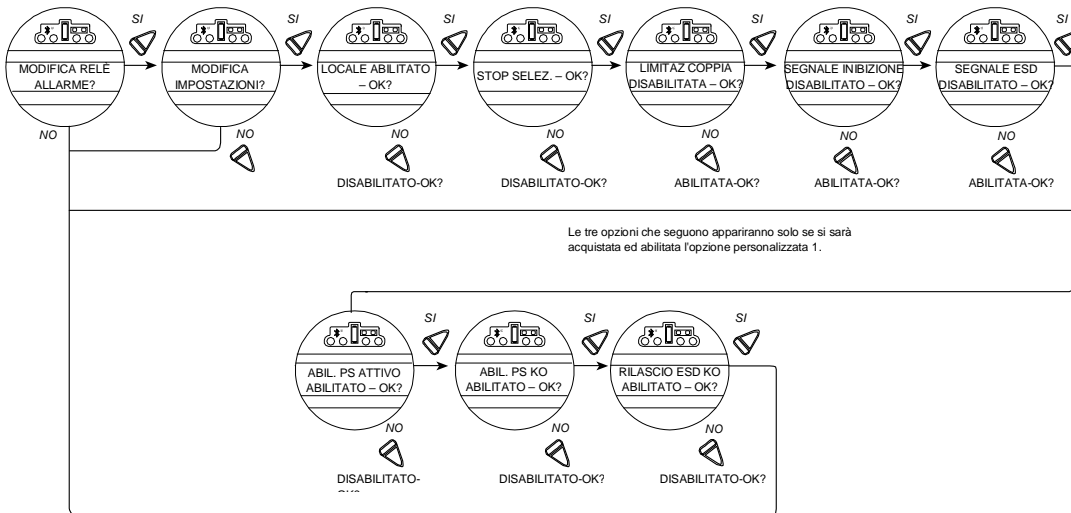 SI
SI
SI
SI
SI
SI
SI
MODIFICA RELÈ
ALLARME?
MODIFICA
IMPOSTAZIONI?
LOCALE ABILITATO
– OK?
STOP SELEZ. – OK?
LIMITAZ COPPIA
DISABILITATA – OK?
SEGNALE INIBIZIONE
DISABILITATO – OK?
SEGNALE ESD
DISABILITATO – OK?
NO
NO
NO
NO
NO
NO
NO
DISABILITATO-OK?
DISABILITATO-OK?
ABILITATA-OK?
ABILITATA-OK?
ABILITATA-OK?
Le tre opzioni che seguono appariranno solo se si sarà
acquistata ed abilitata l'opzione personalizzata 1.
SI
SI
SI
ABIL. PS ATTIVO
ABILITATO – OK?
ABIL. PS KO
ABILITATO – OK?
RILASCIO ESD KO
ABILITATO – OK?
NO
NO
NO
DISABILITATO-
DISABILITATO-OK?
DISABILITATO-OK?